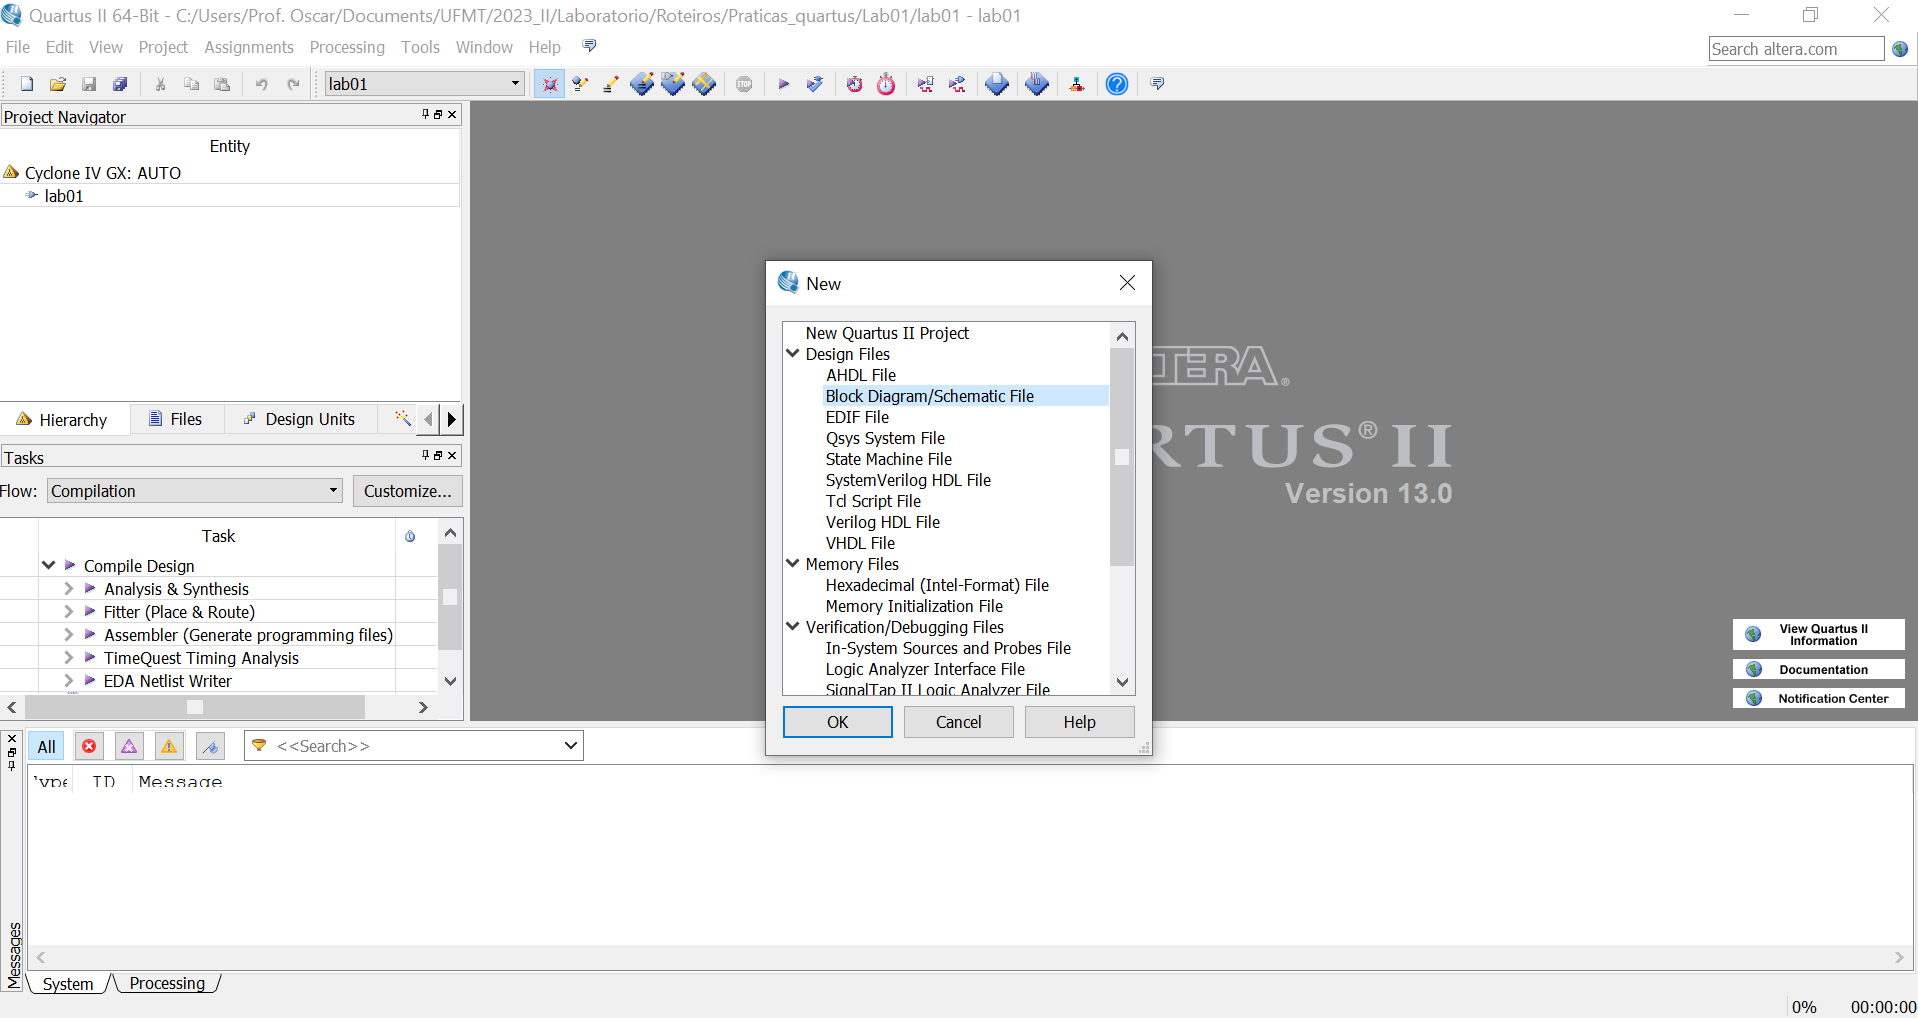 Quartus II 64-Bit - C:/Users/Prof. Oscar/Documents/UFMT/2023_II/Laboratorio/Roteiros/Praticas_quartus/Lab01/lab01 - lab01
File Edit View Project Assignments Processing Tools Window Help
Search altera.com
lab01
Project Navigator
Entity
Cyclone IV GX: AUTO
lab01
Hierarchy Files Design Units
Tasks
Flow: Compilation Customize...
Task
Compile Design
Analysis & Synthesis
Fitter (Place & Route)
Assembler (Generate programming files)
TimeQuest Timing Analysis
EDA Netlist Writer
New
New Quartus II Project
Design Files
AHDL File
Block Diagram/Schematic File
EDIF File
Qsys System File
State Machine File
SystemVerilog HDL File
Tcl Script File
Verilog HDL File
VHDL File
Memory Files
Hexadecimal (Intel-Format) File
Memory Initialization File
Verification/Debugging Files
In-System Sources and Probes File
Logic Analyzer Interface File
SignalTap II Logic Analyzer File
OK Cancel Help
TERA®
RTUS® II
Version 13.0
View Quartus II
Information
Documentation
Notification Center
All <<Search>>
Type ID Message
Messages
System Processing
0% 00:00:00